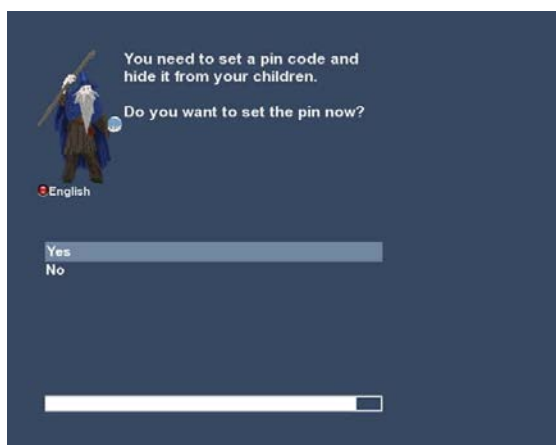 You need to set a pin code and
hide it from your children.
Do you want to set the pin now?
English
Yes
No